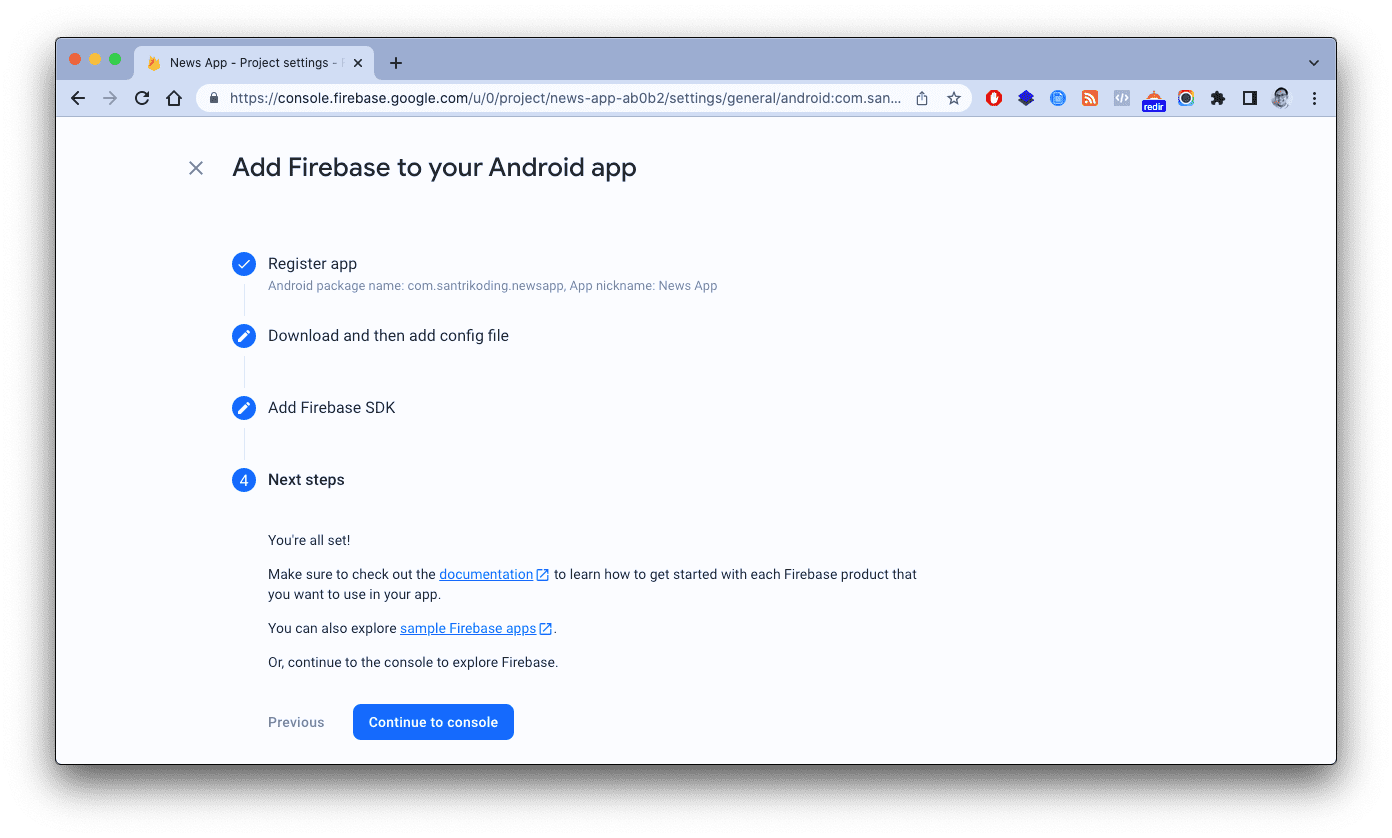 News App - Project settings -
https://console.firebase.google.com/u/0/project/news-app-ab0b2/settings/general/android:com.san...
redir
Add Firebase to your Android app
Register app
Android package name: com.santrikoding.newsapp, App nickname: News App
Download and then add config file
Add Firebase SDK
4 Next steps
You're all set!
Make sure to check out the documentation to learn how to get started with each Firebase product that
you want to use in your app.
You can also explore sample Firebase apps.
Or, continue to the console to explore Firebase.
Previous Continue to console